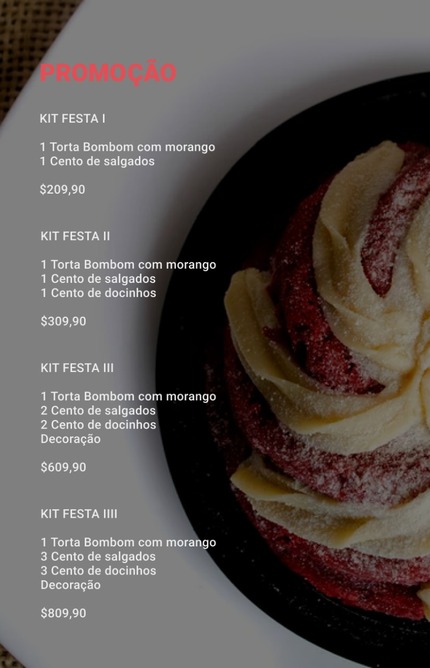 PROMOÇÃO
KIT FESTA I
1 Torta Bombom com morango
1 Cento de salgados
$209,90
KIT FESTA II
1 Torta Bombom com morango
1 Cento de salgados
1 Cento de docinhos
$309,90
KIT FESTA III
1 Torta Bombom com morango
2 Cento de salgados
2 Cento de docinhos
Decoração
$609,90
KIT FESTA IIII
1 Torta Bombom com morango
3 Cento de salgados
3 Cento de docinhos
Decoração
$809,90